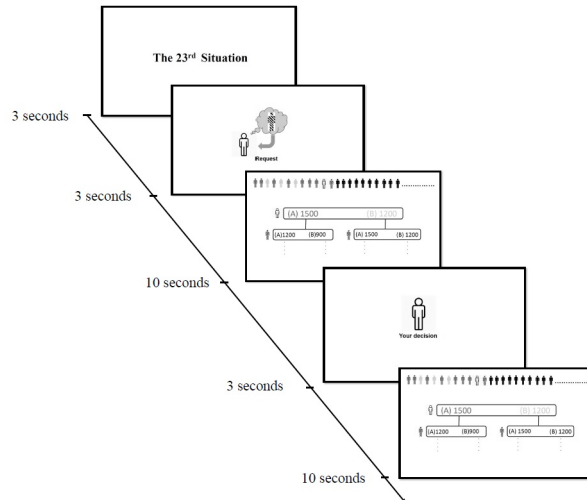 The 23rd Situation
3 seconds
Request
3 seconds
(A) 1500 (B) 1200
(A)1200 (B)900 (A) 1500 (B) 1200
10 seconds
Your decision
3 seconds
(A) 1500 (B) 1200
(A)1200 (B)900 (A) 1500 (B) 1200
10 seconds